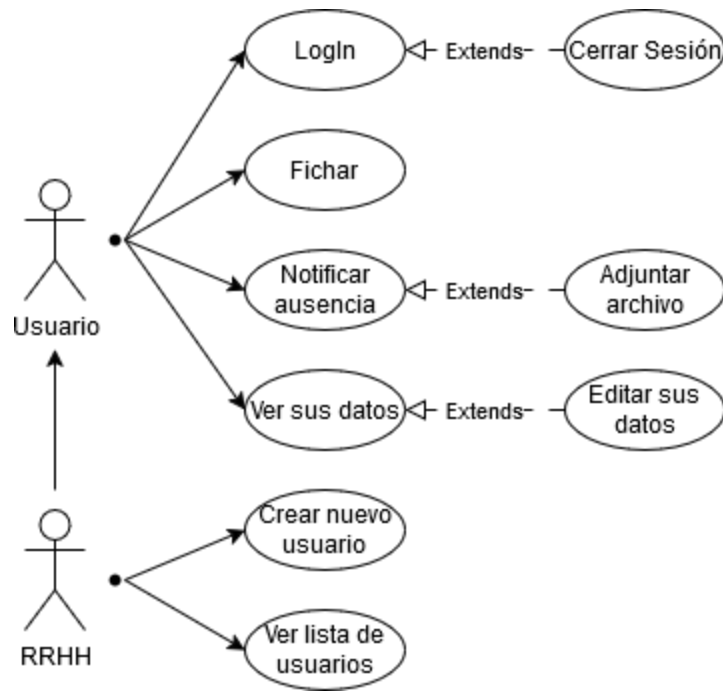 LogIn
Extends
Cerrar Sesión
Fichar
Notificar
ausencia
Extends
Adjuntar
archivo
Usuario
Ver sus datos
Extends
Editar sus
datos
Crear nuevo
usuario
RRHH
Ver lista de
usuarios